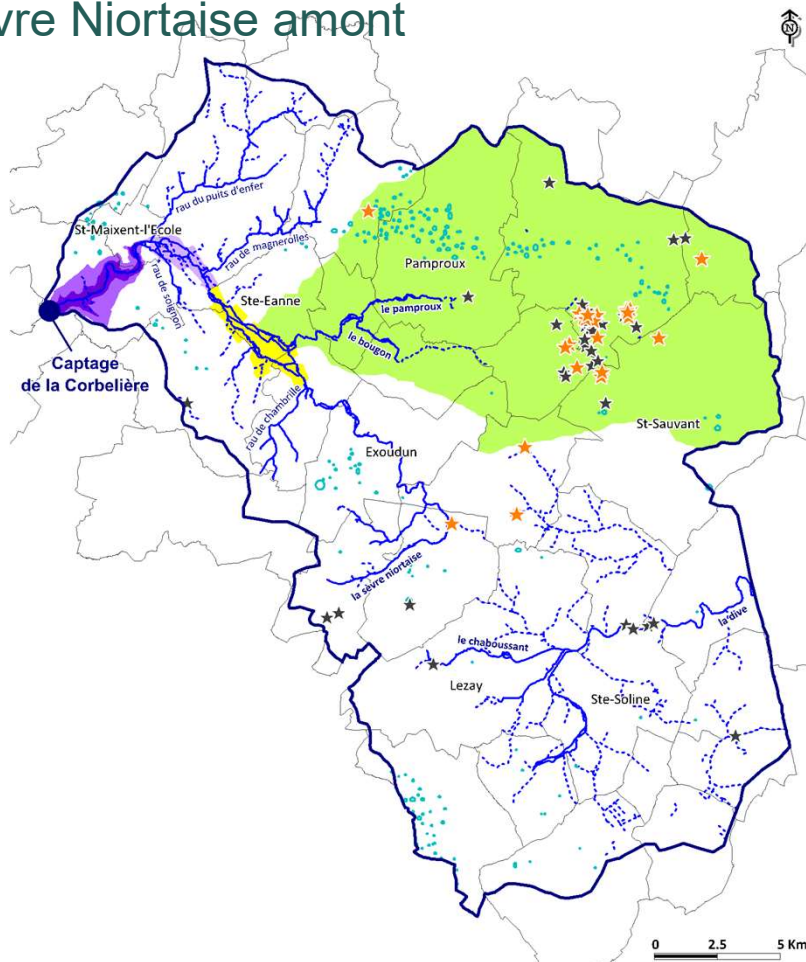 vre Niortaise amont
N
rau du puits d'enfer
St-Maixent-l'Ecole
rau de magnerolles
Pamproux
rau de soignon
Ste-Eanne
le pamproux
Captage
de la Corbelière
le bougon
rau de chambrille
St-Sauvant
Exoudun
la sèvre niortaise
la dive
le chaboussant
Lezay
Ste-Soline
0 2.5 5 Km